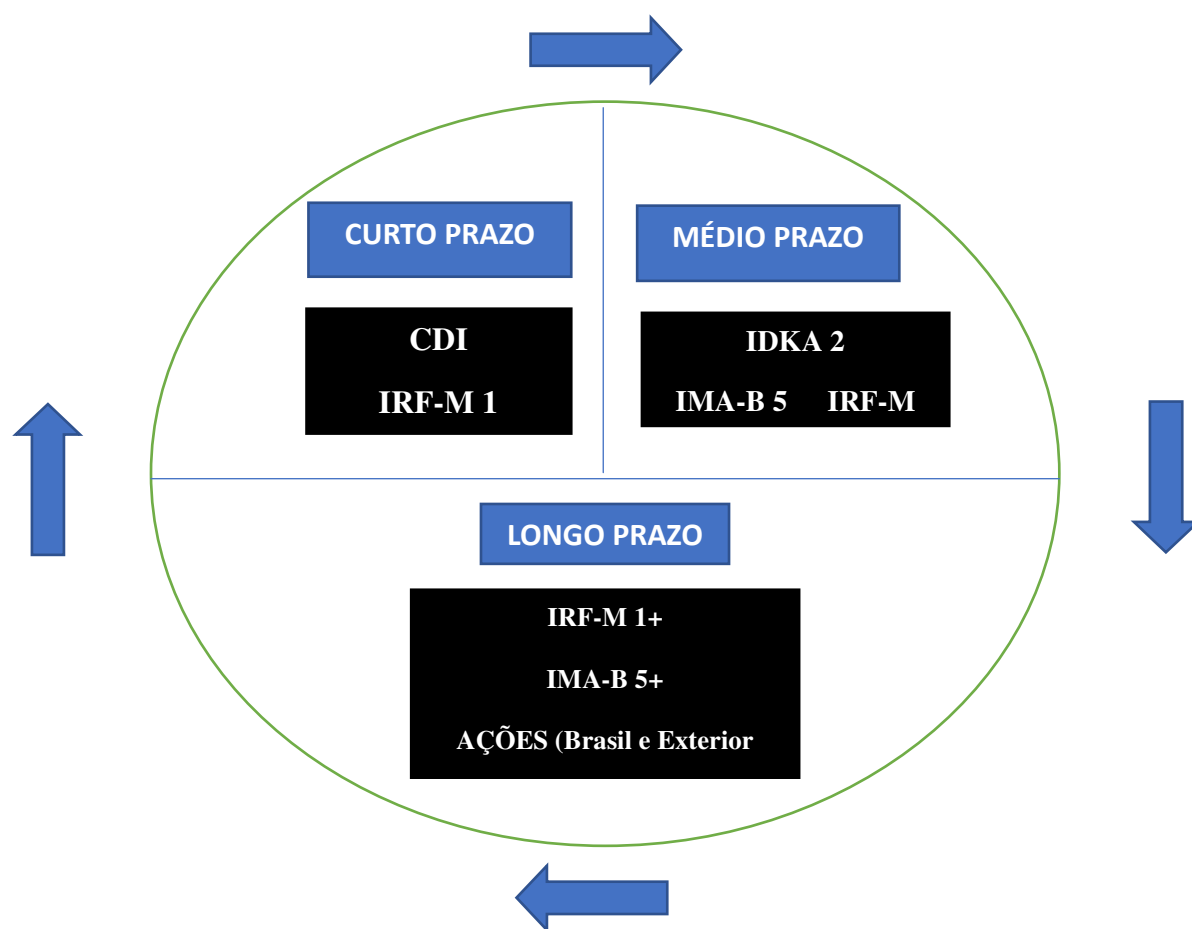 CURTO PRAZO
CDI
IRF-M 1
MÉDIO PRAZO
IDKA 2
IMA-B 5 IRF-M
LONGO PRAZO
IRF-M 1+
IMA-B 5+
AÇÕES (Brasil e Exterior